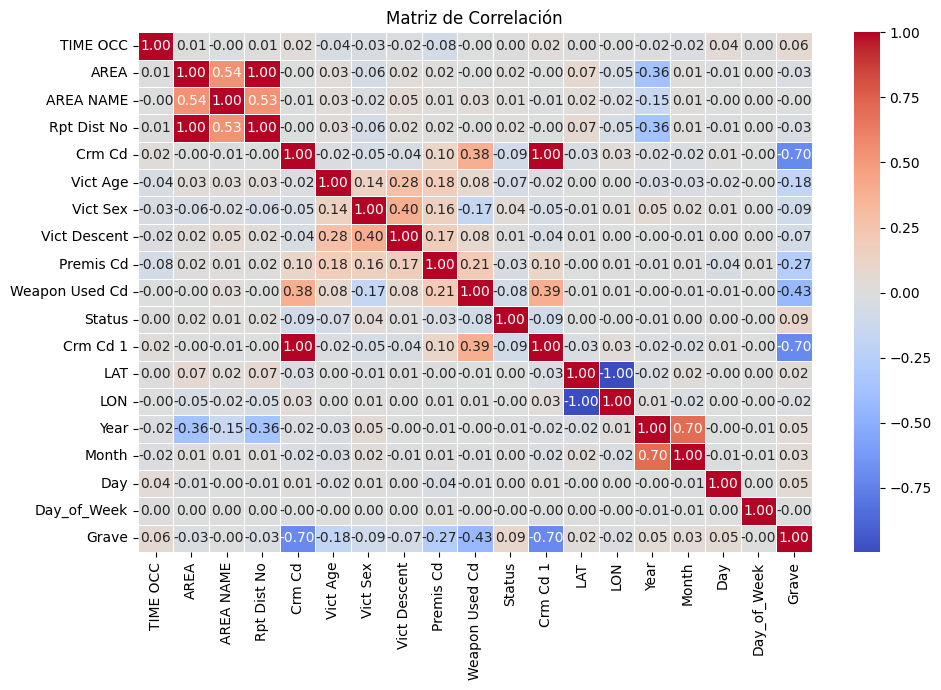 Matriz de Correlación
TIME OCC 1.00 0.01 -0.00 0.01 0.02 -0.04 -0.03 -0.02 -0.08 -0.00 0.00 0.02 0.00 -0.00 -0.02 -0.02 0.04 0.00 0.06
AREA 0.01 1.00 0.54 1.00 -0.00 0.03 -0.06 0.02 0.02 -0.00 0.02 -0.00 0.07 -0.05 -0.36 0.01 -0.01 0.00 -0.03
AREA NAME -0.00 0.54 1.00 0.53 -0.01 0.03 -0.02 0.05 0.01 0.03 0.01 -0.01 0.02 -0.02 -0.15 0.01 -0.00 0.00 -0.00
Rpt Dist No 0.01 1.00 0.53 1.00 -0.00 0.03 -0.06 0.02 0.02 -0.00 0.02 -0.00 0.07 -0.05 -0.36 0.01 -0.01 0.00 -0.03
Crm Cd 0.02 -0.00 -0.01 -0.00 1.00 -0.02 -0.05 -0.04 0.10 0.38 -0.09 1.00 -0.03 0.03 -0.02 -0.02 0.01 0.00 -0.70
Vict Age -0.04 0.03 0.03 0.03 -0.02 1.00 0.14 0.28 0.18 0.08 -0.07 -0.02 0.00 -0.00 -0.03 -0.03 -0.02 0.00 -0.18
Vict Sex -0.03 -0.06 -0.02 -0.06 -0.05 0.14 1.00 0.40 0.16 -0.17 0.04 -0.05 -0.01 0.01 0.05 0.02 0.01 0.00 -0.09
Vict Descent -0.02 0.02 0.05 0.02 -0.04 0.28 0.40 1.00 0.17 0.08 0.01 -0.04 0.01 0.00 -0.00 -0.01 0.00 0.00 -0.07
Premis Cd -0.08 0.02 0.01 0.02 0.10 0.18 0.16 0.17 1.00 0.21 -0.03 0.10 -0.00 0.01 -0.01 0.01 -0.04 0.01 -0.27
Weapon Used Cd -0.00 -0.00 0.03 -0.00 0.38 0.08 -0.17 0.08 0.21 1.00 -0.08 0.39 -0.01 0.01 -0.00 -0.01 -0.01 -0.00 -0.43
Status 0.00 0.02 0.01 0.02 -0.09 -0.07 0.04 0.01 -0.03 -0.08 1.00 -0.09 0.00 -0.00 -0.01 0.00 0.00 -0.00 0.09
Crm Cd 1 0.02 -0.00 -0.01 -0.00 1.00 -0.02 -0.05 -0.04 0.10 0.39 -0.09 1.00 -0.03 0.03 -0.02 -0.02 0.01 0.00 -0.70
LAT 0.00 0.07 0.02 0.07 -0.03 0.00 -0.01 0.01 -0.00 -0.01 0.00 -0.03 1.00 -1.00 -0.02 0.02 -0.00 0.00 0.02
LON -0.00 -0.05 -0.02 -0.05 0.03 -0.00 0.01 0.00 0.01 0.01 -0.00 0.03 -1.00 1.00 0.01 -0.02 0.00 -0.00 -0.02
Year -0.02 -0.36 -0.15 -0.36 -0.02 -0.03 0.05 -0.00 -0.01 -0.00 -0.01 -0.02 -0.02 0.01 1.00 0.70 -0.00 -0.01 0.05
Month -0.02 0.01 0.01 0.01 -0.02 -0.03 0.02 -0.01 0.01 -0.01 0.00 -0.02 0.02 -0.02 0.70 1.00 -0.01 -0.01 0.03
Day 0.04 -0.01 -0.00 -0.01 0.01 -0.02 0.01 0.00 -0.04 -0.01 0.00 0.01 -0.00 0.00 -0.00 -0.01 1.00 0.00 0.05
Day_of_Week 0.00 0.00 0.00 0.00 0.00 0.00 0.00 0.00 0.01 -0.00 -0.00 0.00 0.00 -0.00 -0.01 -0.01 0.00 1.00 -0.00
Grave 0.06 -0.03 -0.00 -0.03 -0.70 -0.18 -0.09 -0.07 -0.27 -0.43 0.09 -0.70 0.02 -0.02 0.05 0.03 0.05 -0.00 1.00
TIME OCC
AREA
AREA NAME
Rpt Dist No
Crm Cd
Vict Age
Vict Sex
Vict Descent
Premis Cd
Weapon Used Cd
Status
Crm Cd 1
LAT
LON
Year
Month
Day
Day_of_Week
Grave
1.00
0.75
0.50
0.25
0.00
−0.25
−0.50
−0.75